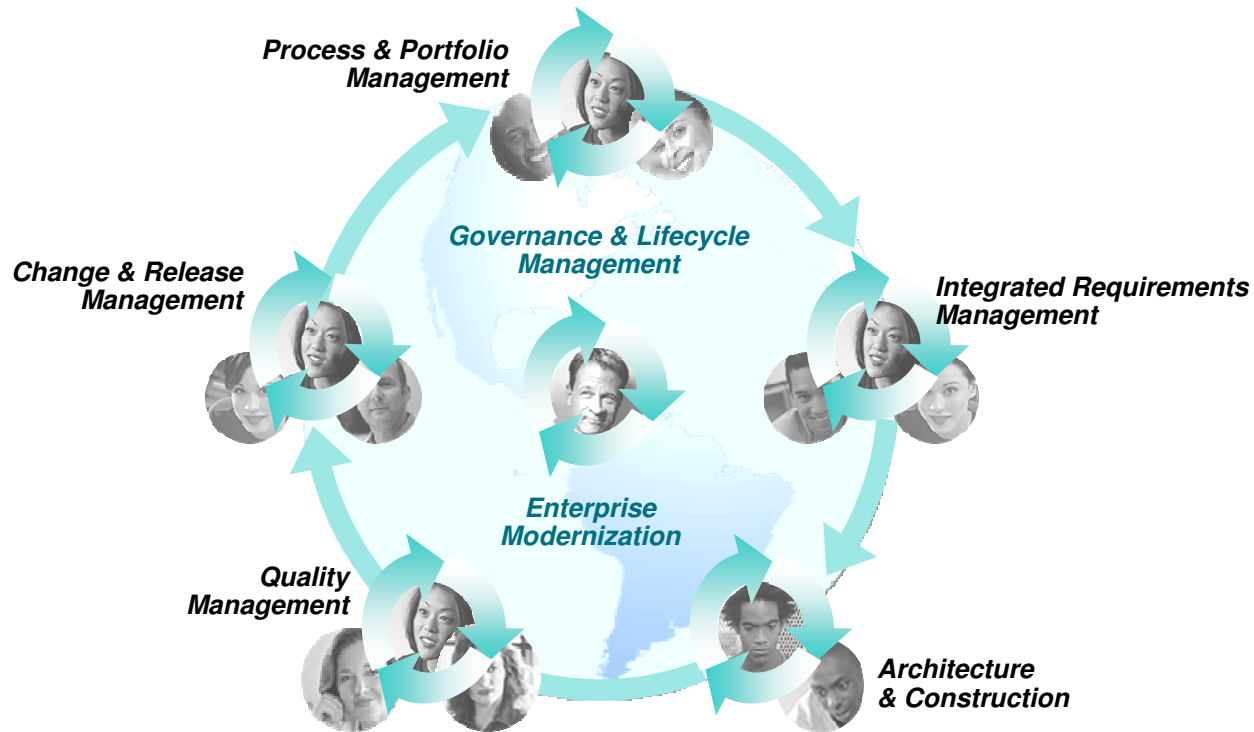 Process & Portfolio
Management
Governance & Lifecycle
Management
Change & Release
Management
Integrated Requirements
Management
Enterprise
Modernization
Quality
Management
Architecture
& Construction